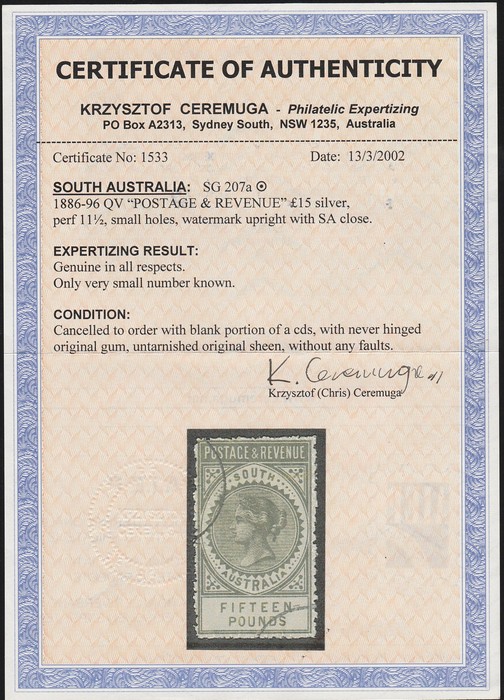 CERTIFICATE OF AUTHENTICITY
KRZYSZTOF CEREMUGA - Philatelic Expertizing
PO Box A2313, Sydney South, NSW 1235, Australia
Certificate No: 1533 Date: 13/3/2002
SOUTH AUSTRALIA: SG 207a ⊙
1886-96 QV “POSTAGE & REVENUE” £15 silver,
perf 11½, small holes, watermark upright with SA close.
EXPERTIZING RESULT:
Genuine in all respects.
Only very small number known.
CONDITION:
Cancelled to order with blank portion of a cds, with never hinged
original gum, untarnished original sheen, without any faults.
K. Ceremuga
Krzysztof (Chris) Ceremuga
POSTAGE & REVENUE
SOUTH
AUSTRALIA
FIFTEEN
POUNDS